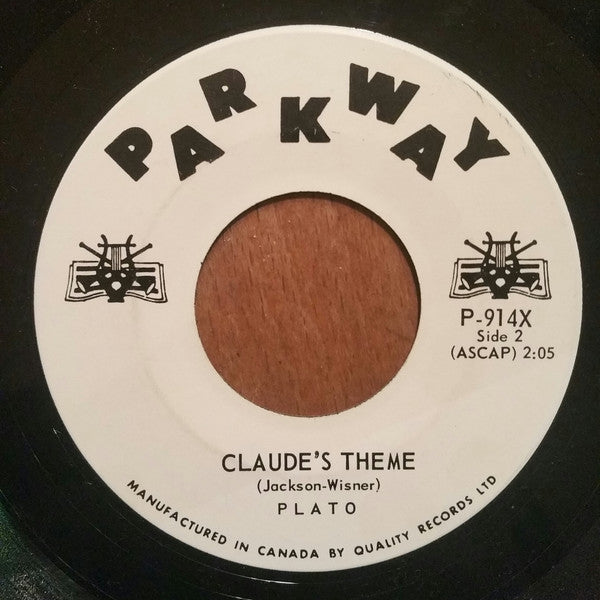 PARKWAY
P-914X
Side 2
(ASCAP) 2:05
CLAUDE'S THEME
(Jackson-Wisner)
PLATO
MANUFACTURED IN CANADA BY QUALITY RECORDS LTD